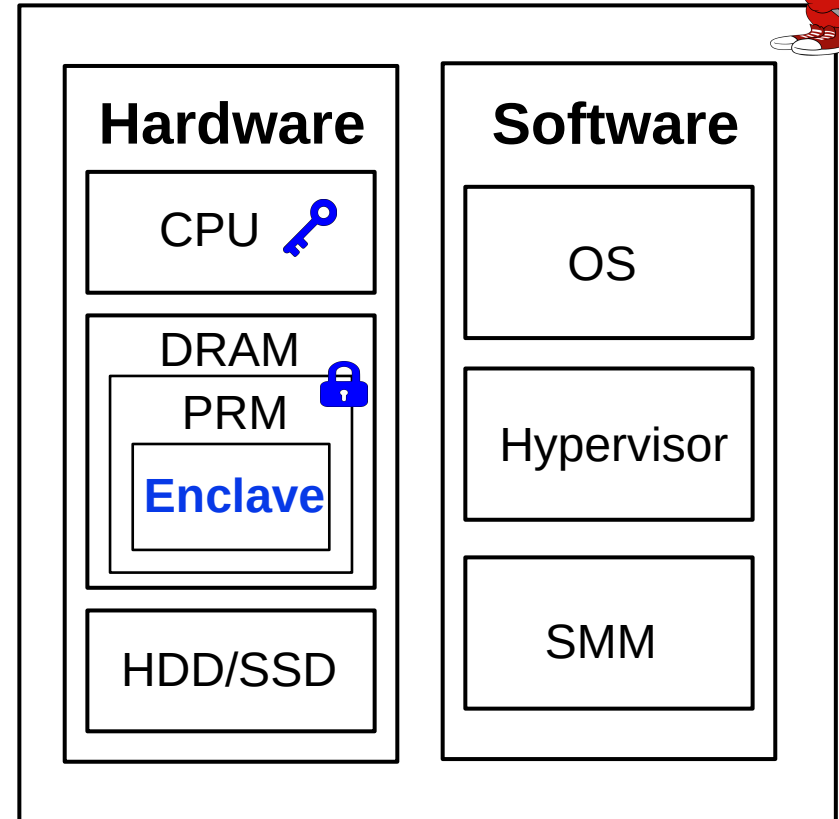 Hardware
CPU
DRAM
PRM
Enclave
HDD/SSD
Software
OS
Hypervisor
SMM